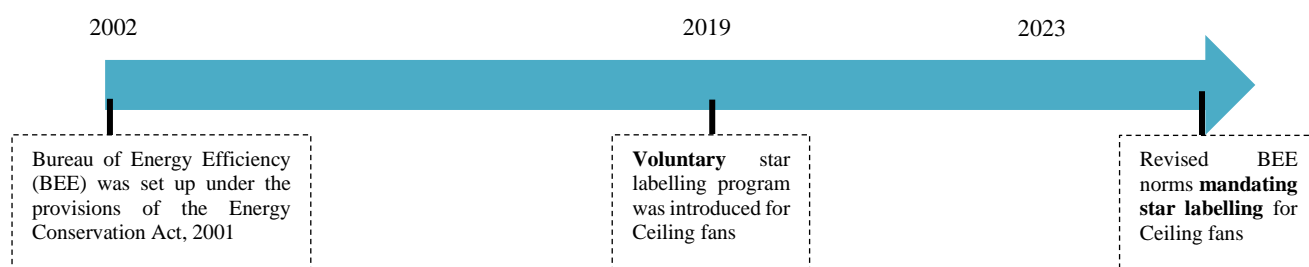 2002
2019
2023
Bureau of Energy Efficiency
(BEE) was set up under the
provisions of the Energy
Conservation Act, 2001
Voluntary star
labelling program
was introduced for
Ceiling fans
Revised BEE
norms mandating
star labelling for
Ceiling fans